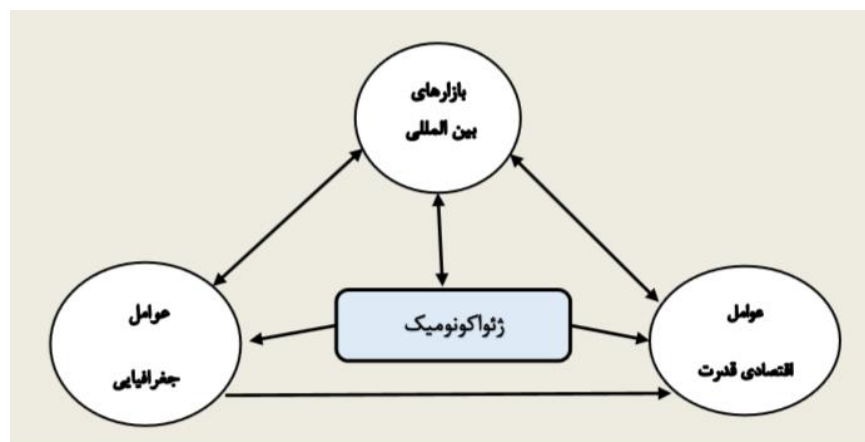 بازارهای
بین المللی
ژئواکونومیک
عوامل
جغرافیایی
عوامل
اقتصادی قدرت